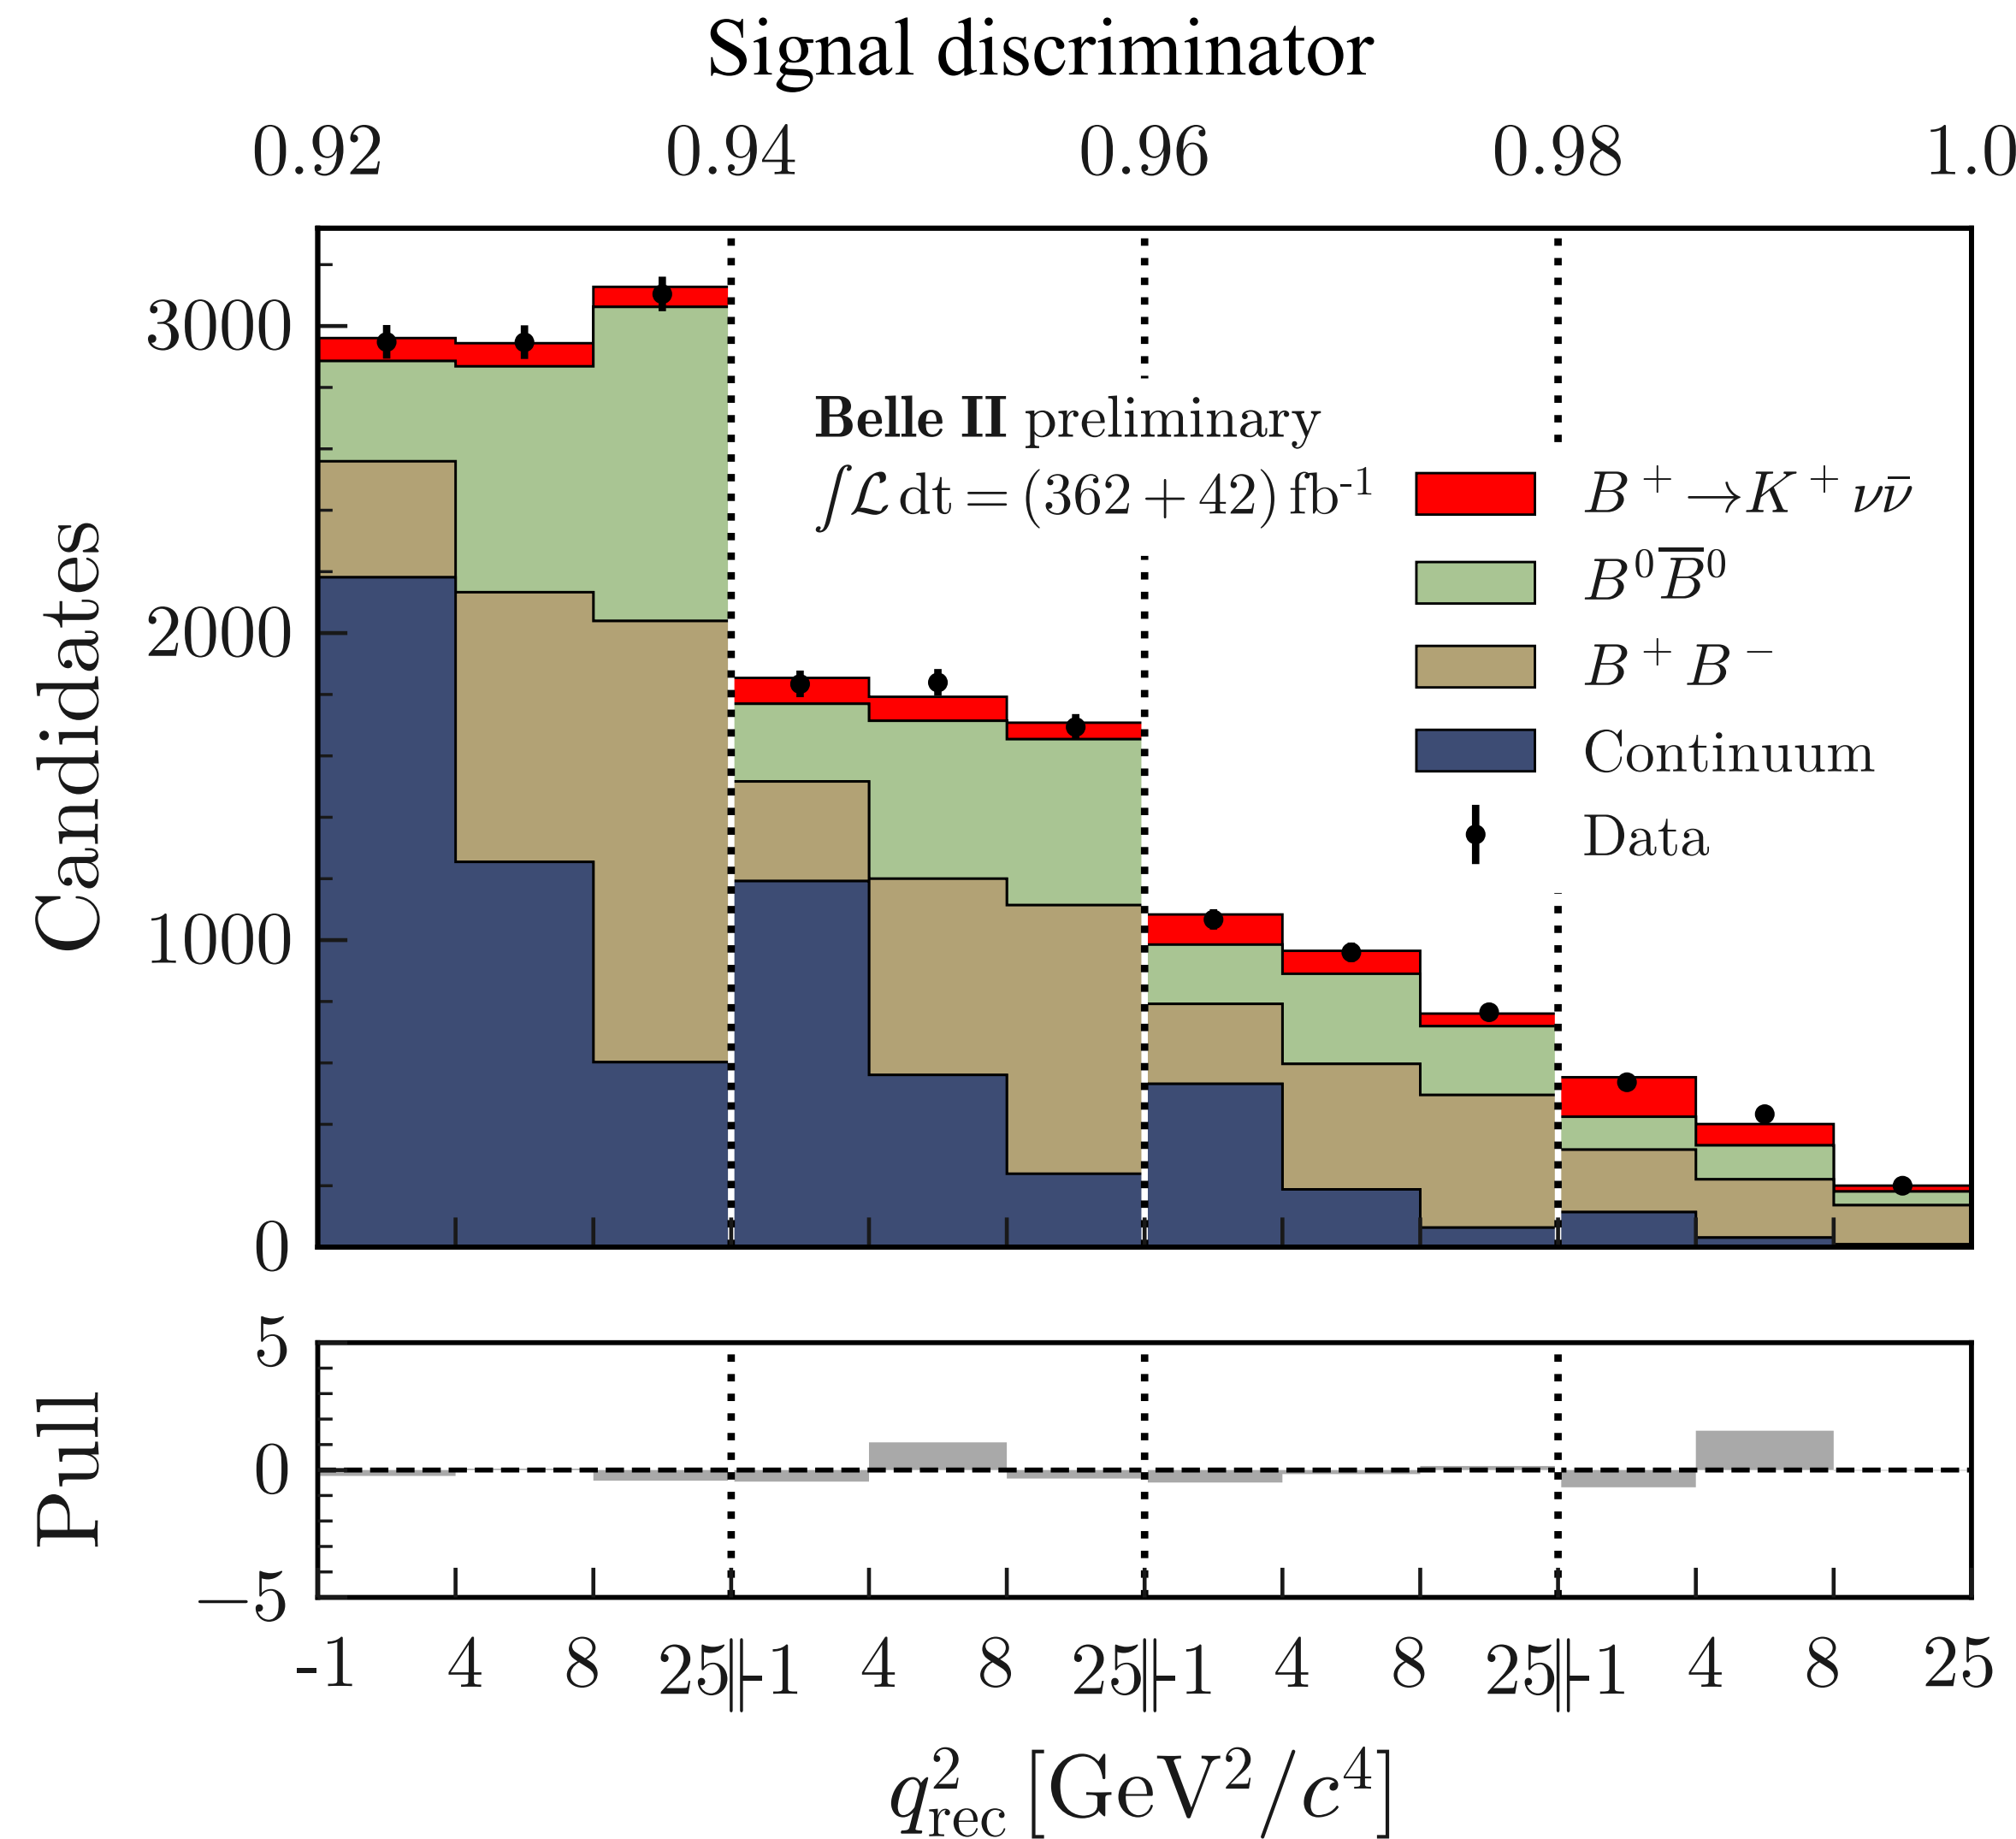 Signal discriminator
0.92 0.94 0.96 0.98 1.0
Candidates
3000
2000
1000
0
Belle II preliminary
∫ℒ dt = (362 + 42) fb⁻¹
B⁺→K⁺νν̅
B⁰B̅⁰
B⁺B⁻
Continuum
Data
Pull
5
0
−5
-1 4 8 25‖-1 4 8 25‖-1 4 8 25‖-1 4 8 25
q²rec [GeV²/c⁴]